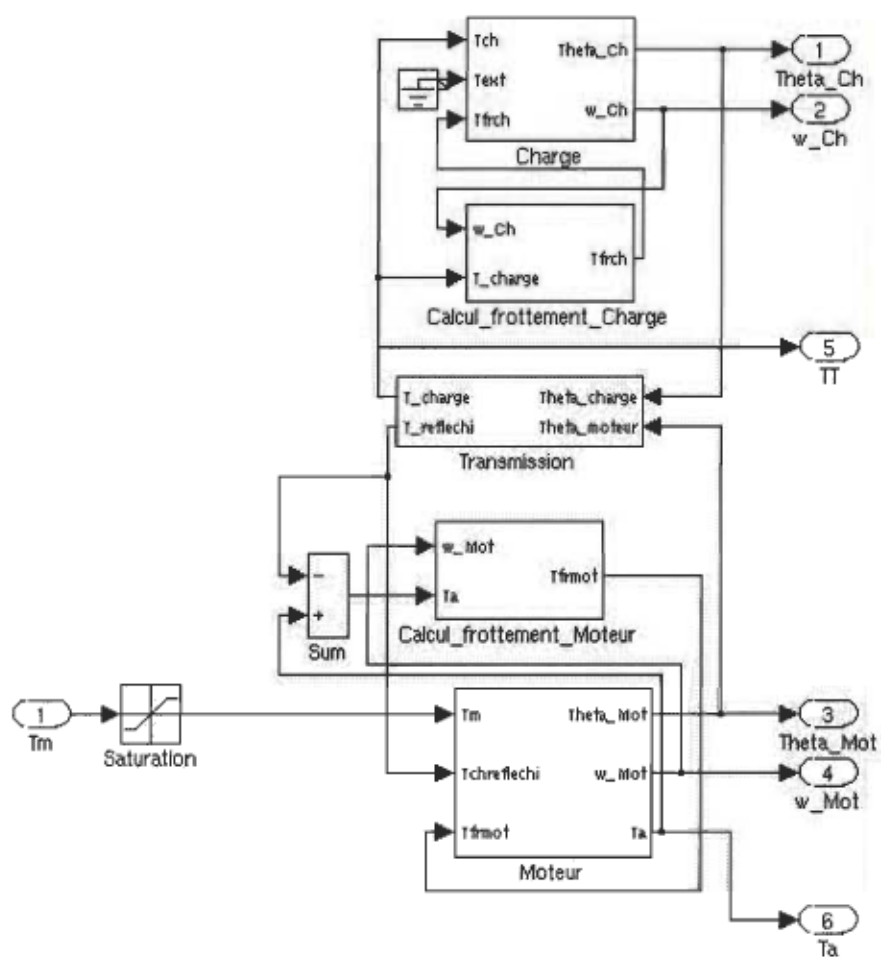 Tch
Text
Tfrch
Theta_Ch
w_Ch
Charge
1
Theta_Ch
2
w_Ch
w_Ch
T_charge
Tfrch
Calcul_frottement_Charge
5
TT
T_charge
T_reflechi
Theta_charge
Theta_moteur
Transmission
w_Mot
Ta
Tfrmot
Calcul_frottement_Moteur
-
+
Sum
1
Tm
Saturation
Tm
Tchreflechi
Tfrmot
Theta_Mot
w_Mot
Ta
Moteur
3
Theta_Mot
4
w_Mot
6
Ta